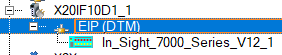 X20IF10D1_1
EIP (DTM)
In_Sight_7000_Series_V12_1